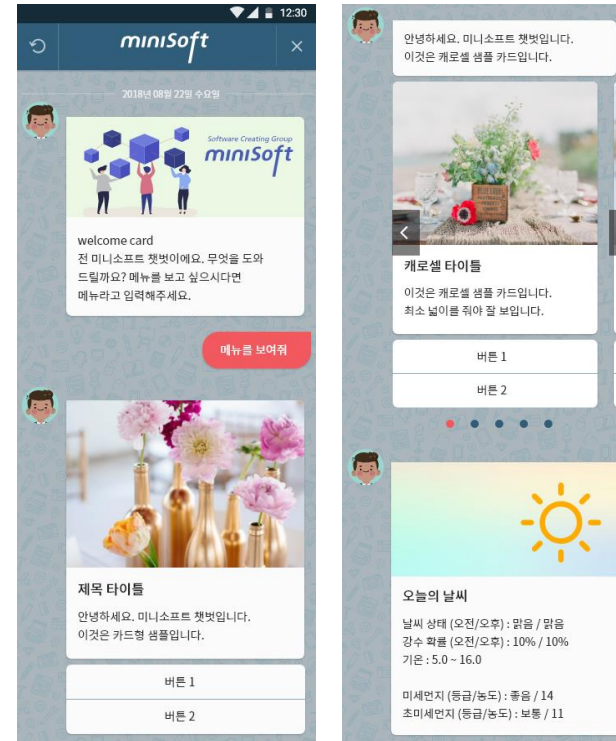 12:30
miniSoft
2018년 08월 22일 수요일
Software Creating Group
miniSoft
welcome card
전 미니소프트 챗벗이에요. 무엇을 도와
드릴까요? 메뉴를 보고 싶으시다면
메뉴라고 입력해주세요.
메뉴를 보여줘
제목 타이틀
안녕하세요. 미니소프트 챗벗입니다.
이것은 카드형 샘플입니다.
버튼 1
버튼 2
안녕하세요. 미니소프트 챗벗입니다.
이것은 캐로셀 샘플 카드입니다.
캐로셀 타이틀
이것은 캐로셀 샘플 카드입니다.
최소 넓이를 줘야 잘 보입니다.
버튼 1
버튼 2
오늘의 날씨
날씨 상태 (오전/오후) : 맑음 / 맑음
강수 확률 (오전/오후) : 10% / 10%
기온 : 5.0 ~ 16.0
미세먼지 (등급/농도) : 좋음 / 14
초미세먼지 (등급/농도) : 보통 / 11